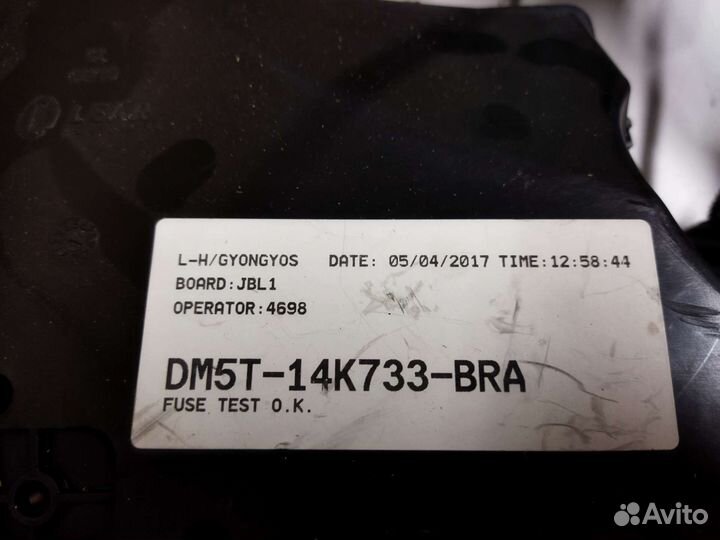 LEAR
L-H/GYONGYOS DATE: 05/04/2017 TIME:12:58:44
BOARD:JBL1
OPERATOR:4698
DM5T-14K733-BRA
FUSE TEST O.K.
Avito